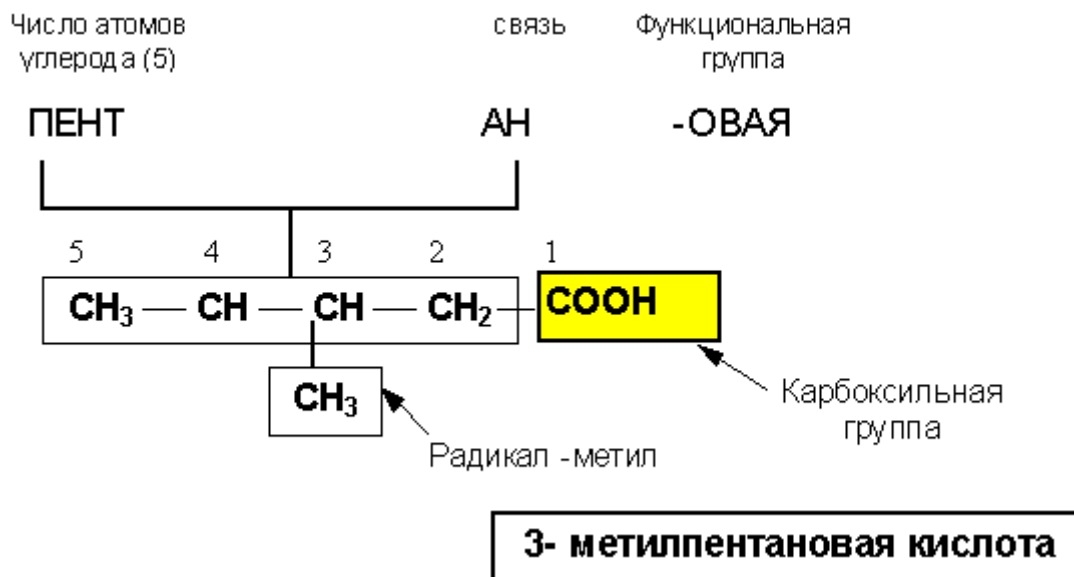 Число атомов
углерода (5)
связь
Функциональная
группа
ПЕНТ АН -ОВАЯ
5 4 3 2 1
CH₃ — CH — CH — CH₂ — COOH
CH₃
Карбоксильная
группа
Радикал -метил
3- метилпентановая кислота